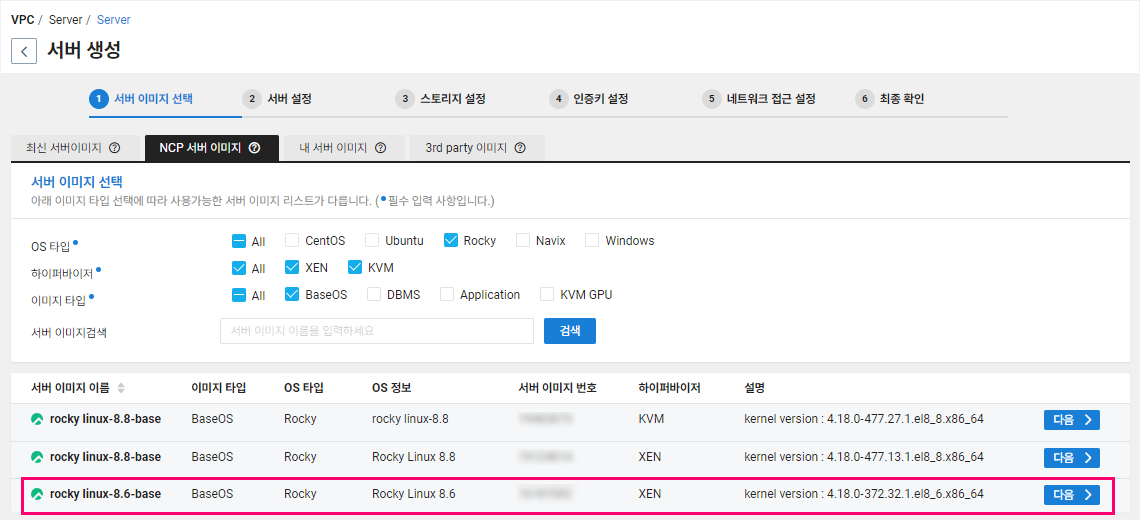 VPC / Server / Server
서버 생성
1 서버 이미지 선택 2 서버 설정 3 스토리지 설정 4 인증키 설정 5 네트워크 접근 설정 6 최종 확인
최신 서버이미지 ? NCP 서버 이미지 ? 내 서버 이미지 ? 3rd party 이미지 ?
서버 이미지 선택
아래 이미지 타입 선택에 따라 사용가능한 서버 이미지 리스트가 다릅니다. (•필수 입력 사항입니다.)
OS 타입• All CentOS Ubuntu Rocky Navix Windows
하이퍼바이저• All XEN KVM
이미지 타입• All BaseOS DBMS Application KVM GPU
서버 이미지검색 서버 이미지 이름을 입력하세요 검색
서버 이미지 이름 이미지 타입 OS 타입 OS 정보 서버 이미지 번호 하이퍼바이저 설명
rocky linux-8.8-base BaseOS Rocky rocky linux-8.8 KVM kernel version : 4.18.0-477.27.1.el8_8.x86_64 다음
rocky linux-8.8-base BaseOS Rocky Rocky Linux 8.8 XEN kernel version : 4.18.0-477.13.1.el8_8.x86_64 다음
rocky linux-8.6-base BaseOS Rocky Rocky Linux 8.6 XEN kernel version : 4.18.0-372.32.1.el8_6.x86_64 다음